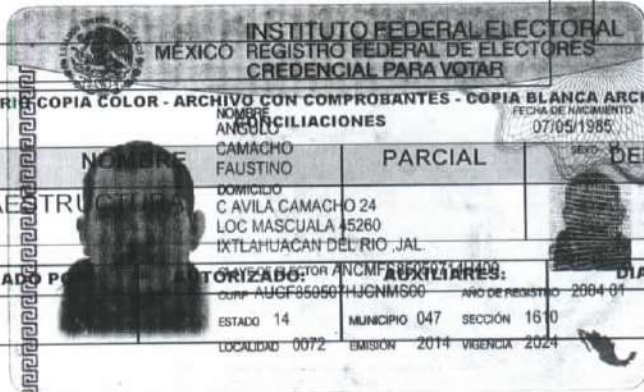 INSTITUTO FEDERAL ELECTORAL
MÉXICO REGISTRO FEDERAL DE ELECTORES
CREDENCIAL PARA VOTAR
COPIA COLOR - ARCHIVO CON COMPROBANTES - COPIA BLANCA
CONCILIACIONES
NOMBRE
ANGULO
CAMACHO
FAUSTINO
FECHA DE NACIMIENTO
07/05/1985
SEXO
NOMBRE PARCIAL
DOMICILIO
C AVILA CAMACHO 24
LOC MASCUALA 45260
IXTLAHUACAN DEL RIO ,JAL.
AUTORIZADO: AUXILIARES:
CURP AUCF850507HJCNMS00 AÑO DE REGISTRO 2004 01
ESTADO 14 MUNICIPIO 047 SECCIÓN 1610
LOCALIDAD 0072 EMISIÓN 2014 VIGENCIA 2024